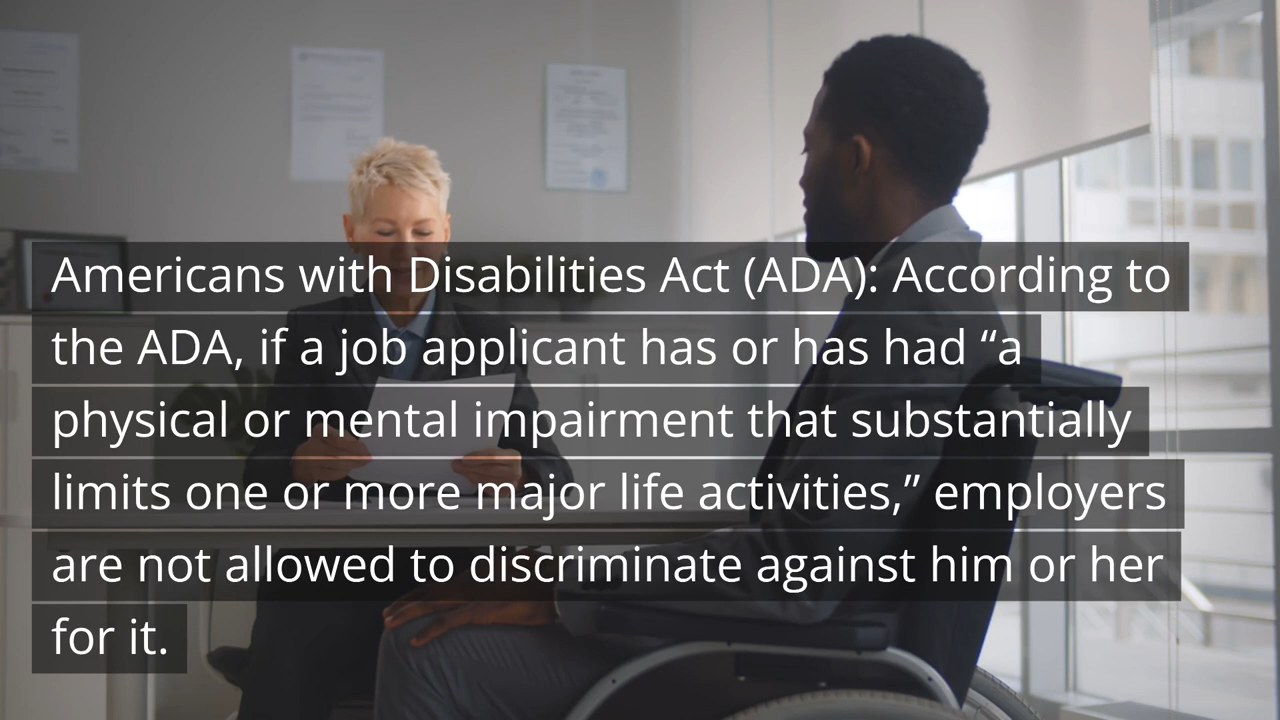 Americans with Disabilities Act (ADA): According to
the ADA, if a job applicant has or has had “a
physical or mental impairment that substantially
limits one or more major life activities,” employers
are not allowed to discriminate against him or her
for it.